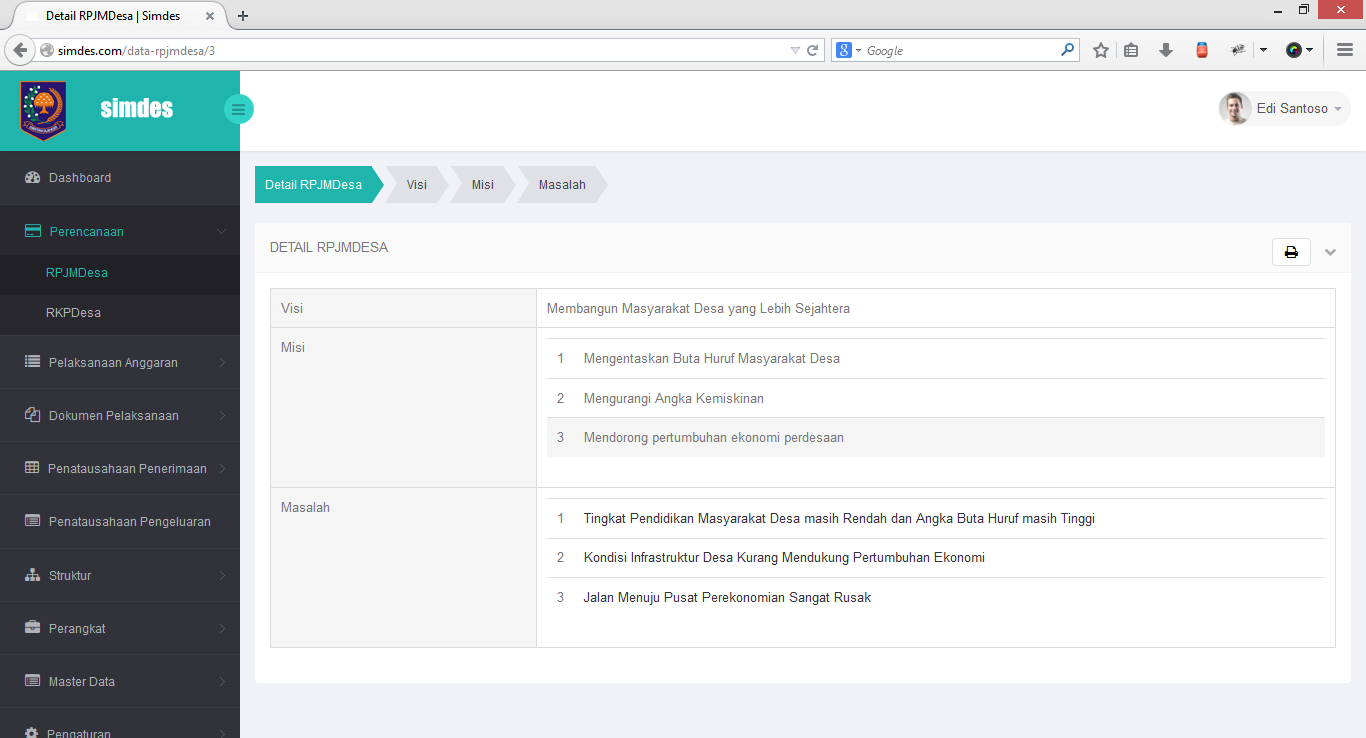 Detail RPJMDesa | Simdes
simdes.com/data-rpjmdesa/3
Google
simdes
Edi Santoso
Dashboard
Perencanaan
RPJMDesa
RKPDesa
Pelaksanaan Anggaran
Dokumen Pelaksanaan
Penatausahaan Penerimaan
Penatausahaan Pengeluaran
Struktur
Perangkat
Master Data
Pengaturan
Detail RPJMDesa
Visi
Misi
Masalah
DETAIL RPJMDESA
Visi
Membangun Masyarakat Desa yang Lebih Sejahtera
Misi
1 Mengentaskan Buta Huruf Masyarakat Desa
2 Mengurangi Angka Kemiskinan
3 Mendorong pertumbuhan ekonomi perdesaan
Masalah
1 Tingkat Pendidikan Masyarakat Desa masih Rendah dan Angka Buta Huruf masih Tinggi
2 Kondisi Infrastruktur Desa Kurang Mendukung Pertumbuhan Ekonomi
3 Jalan Menuju Pusat Perekonomian Sangat Rusak